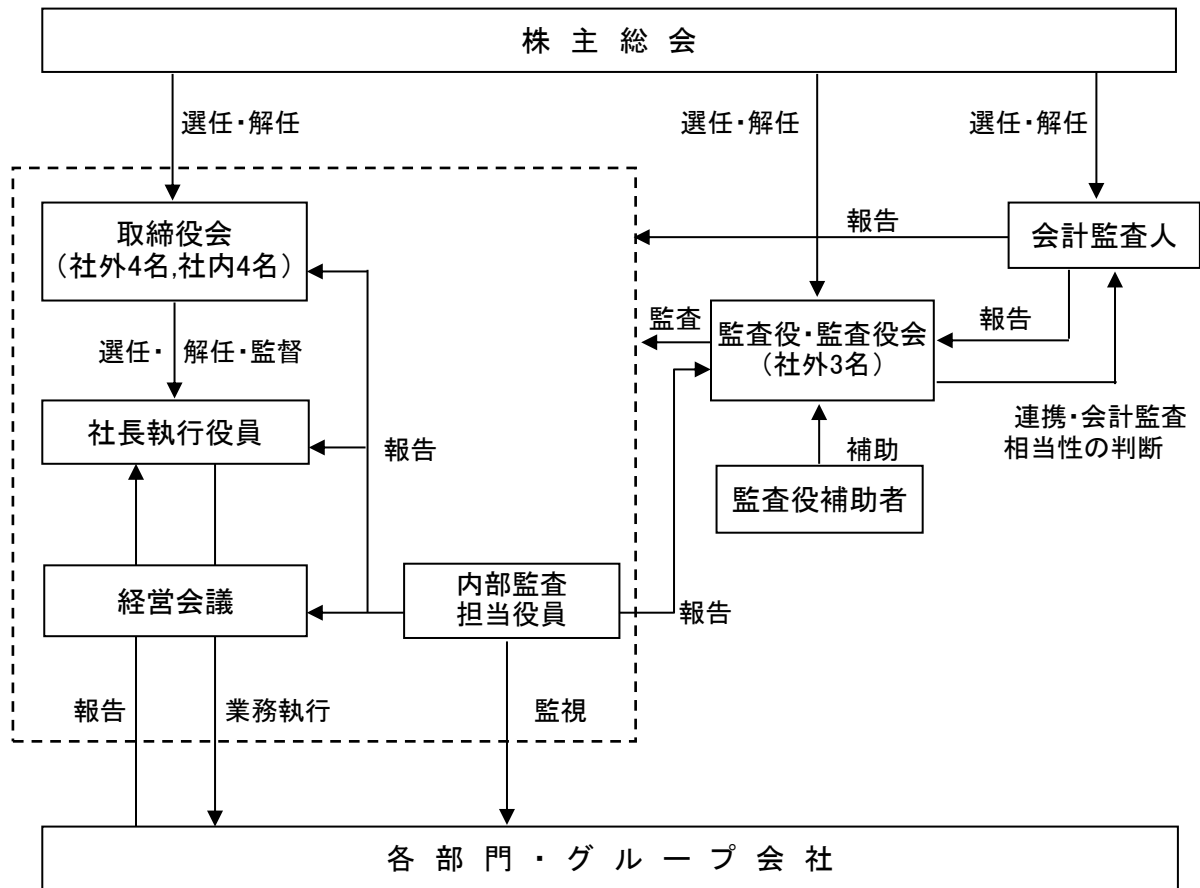 株主総会
選任・解任
選任・解任
選任・解任
取締役会
（社外4名,社内4名）
報告
会計監査人
監査
監査役・監査役会
（社外3名）
報告
選任・解任・監督
社長執行役員
報告
連携・会計監査
相当性の判断
補助
監査役補助者
経営会議
内部監査
担当役員
報告
報告
業務執行
監視
各部門・グループ会社